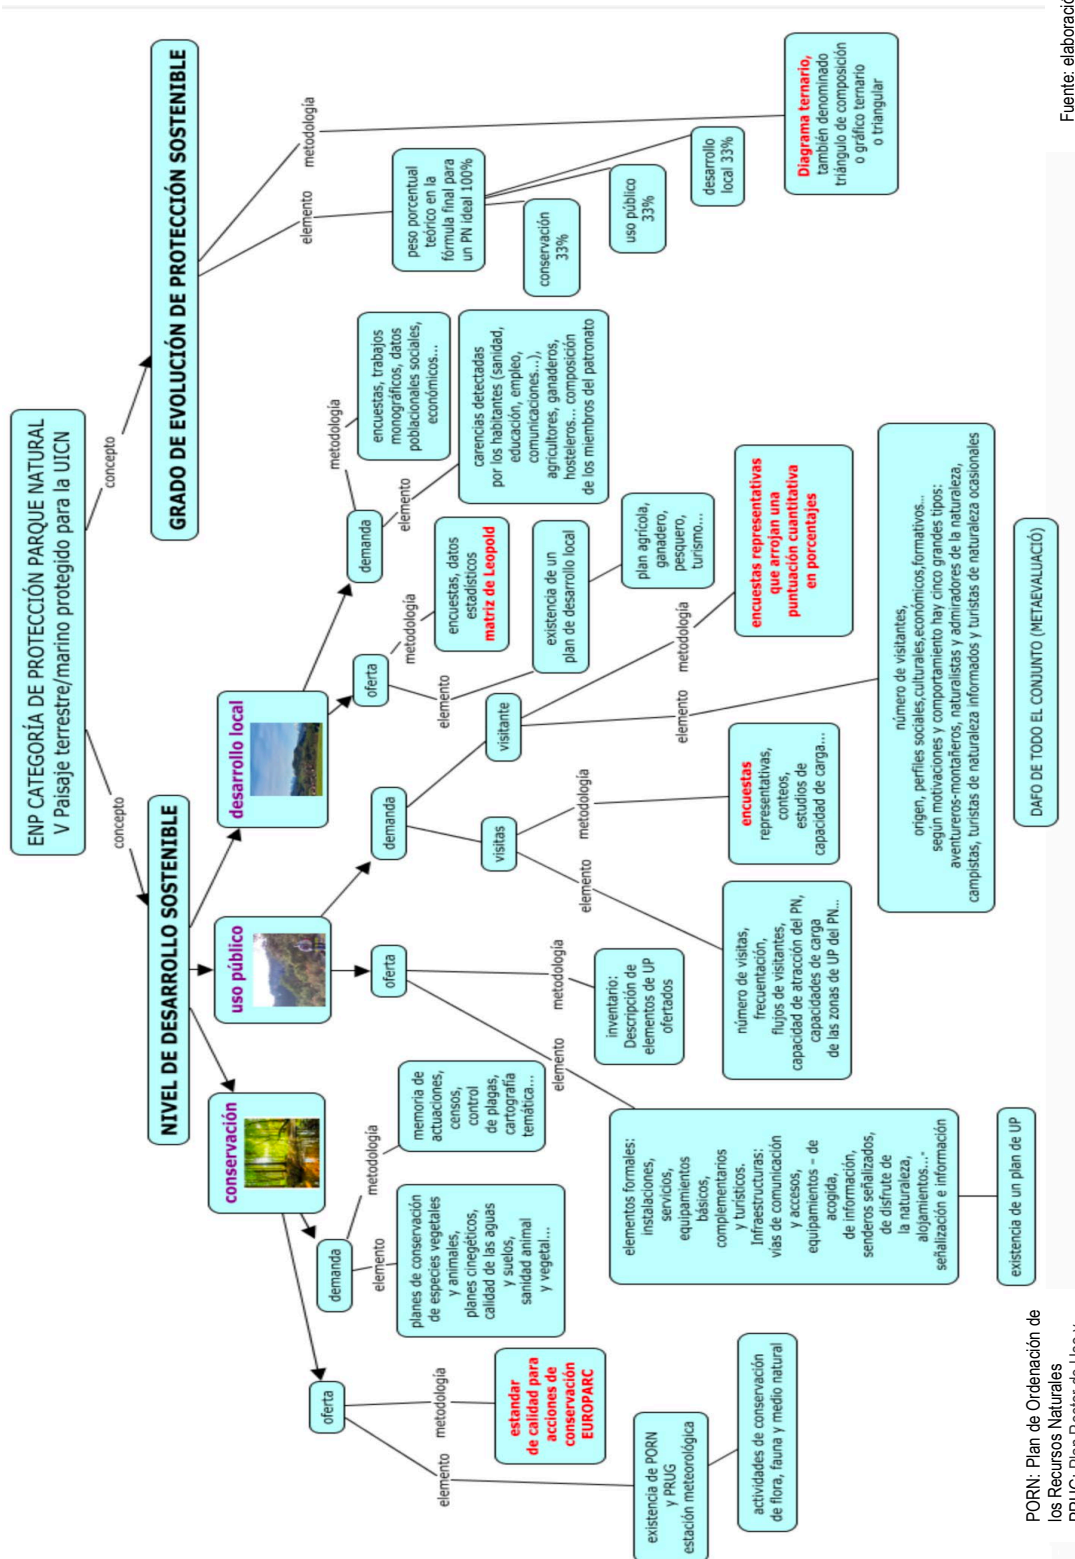 ENP CATEGORÍA DE PROTECCIÓN PARQUE NATURAL
V Paisaje terrestre/marino protegido para la UICN
concepto
concepto
NIVEL DE DESARROLLO SOSTENIBLE
GRADO DE EVOLUCIÓN DE PROTECCIÓN SOSTENIBLE
conservación
uso público
desarrollo local
oferta
metodología
estandar
de calidad para
acciones de
conservación
EUROPARC
elemento
existencia de PORN
y PRUG
estación meteorológica
actividades de conservación
de flora, fauna y medio natural
demanda
elemento
planes de conservación
de especies vegetales
y animales,
planes cinegéticos,
calidad de las aguas
y suelos,
sanidad animal
y vegetal...
metodología
memoria de
actuaciones,
censos,
control
de plagas,
cartografía
temática...
oferta
elemento
elementos formales:
instalaciones,
servicios,
equipamientos
básicos,
complementarios
y turísticos.
Infraestructuras:
vías de comunicación
y accesos,
equipamientos – de
acogida,
de información,
senderos señalizados,
de disfrute de
la naturaleza,
alojamientos...-
señalización e información
existencia de un plan de UP
metodología
inventario:
Descripción de
elementos de UP
ofertados
demanda
visitas
elemento
número de visitas,
frecuentación,
flujos de visitantes,
capacidad de atracción del PN,
capacidades de carga
de las zonas de UP del PN...
metodología
encuestas
representativas,
conteos,
estudios de
capacidad de carga...
visitante
elemento
número de visitantes,
origen, perfiles sociales,culturales,económicos,formativos...
según motivaciones y comportamiento hay cinco grandes tipos:
aventureros-montañeros, naturalistas y admiradores de la naturaleza,
campistas, turistas de naturaleza informados y turistas de naturaleza ocasionales
metodología
encuestas representativas
que arrojan una
puntuación cuantitativa
en porcentajes
oferta
elemento
existencia de un
plan de desarrollo local
plan agrícola,
ganadero,
pesquero,
turismo...
metodología
encuestas, datos
estadísticos
matriz de Leopold
demanda
elemento
carencias detectadas
por los habitantes (sanidad,
educación, empleo,
comunicaciones...),
agricultores, ganaderos,
hosteleros... composición
de los miembros del patronato
metodología
encuestas, trabajos
monográficos, datos
poblacionales sociales,
económicos...
elemento
peso porcentual
teórico en la
fórmula final para
un PN ideal 100%
conservación
33%
uso público
33%
desarrollo
local 33%
metodología
Diagrama ternario,
también denominado
triángulo de composición
o gráfico ternario
o triangular
DAFO DE TODO EL CONJUNTO (METAEVALUACIÓ)
PORN: Plan de Ordenación de
los Recursos Naturales
PRUG: Plan Rector de Uso y
Fuente: elaboració